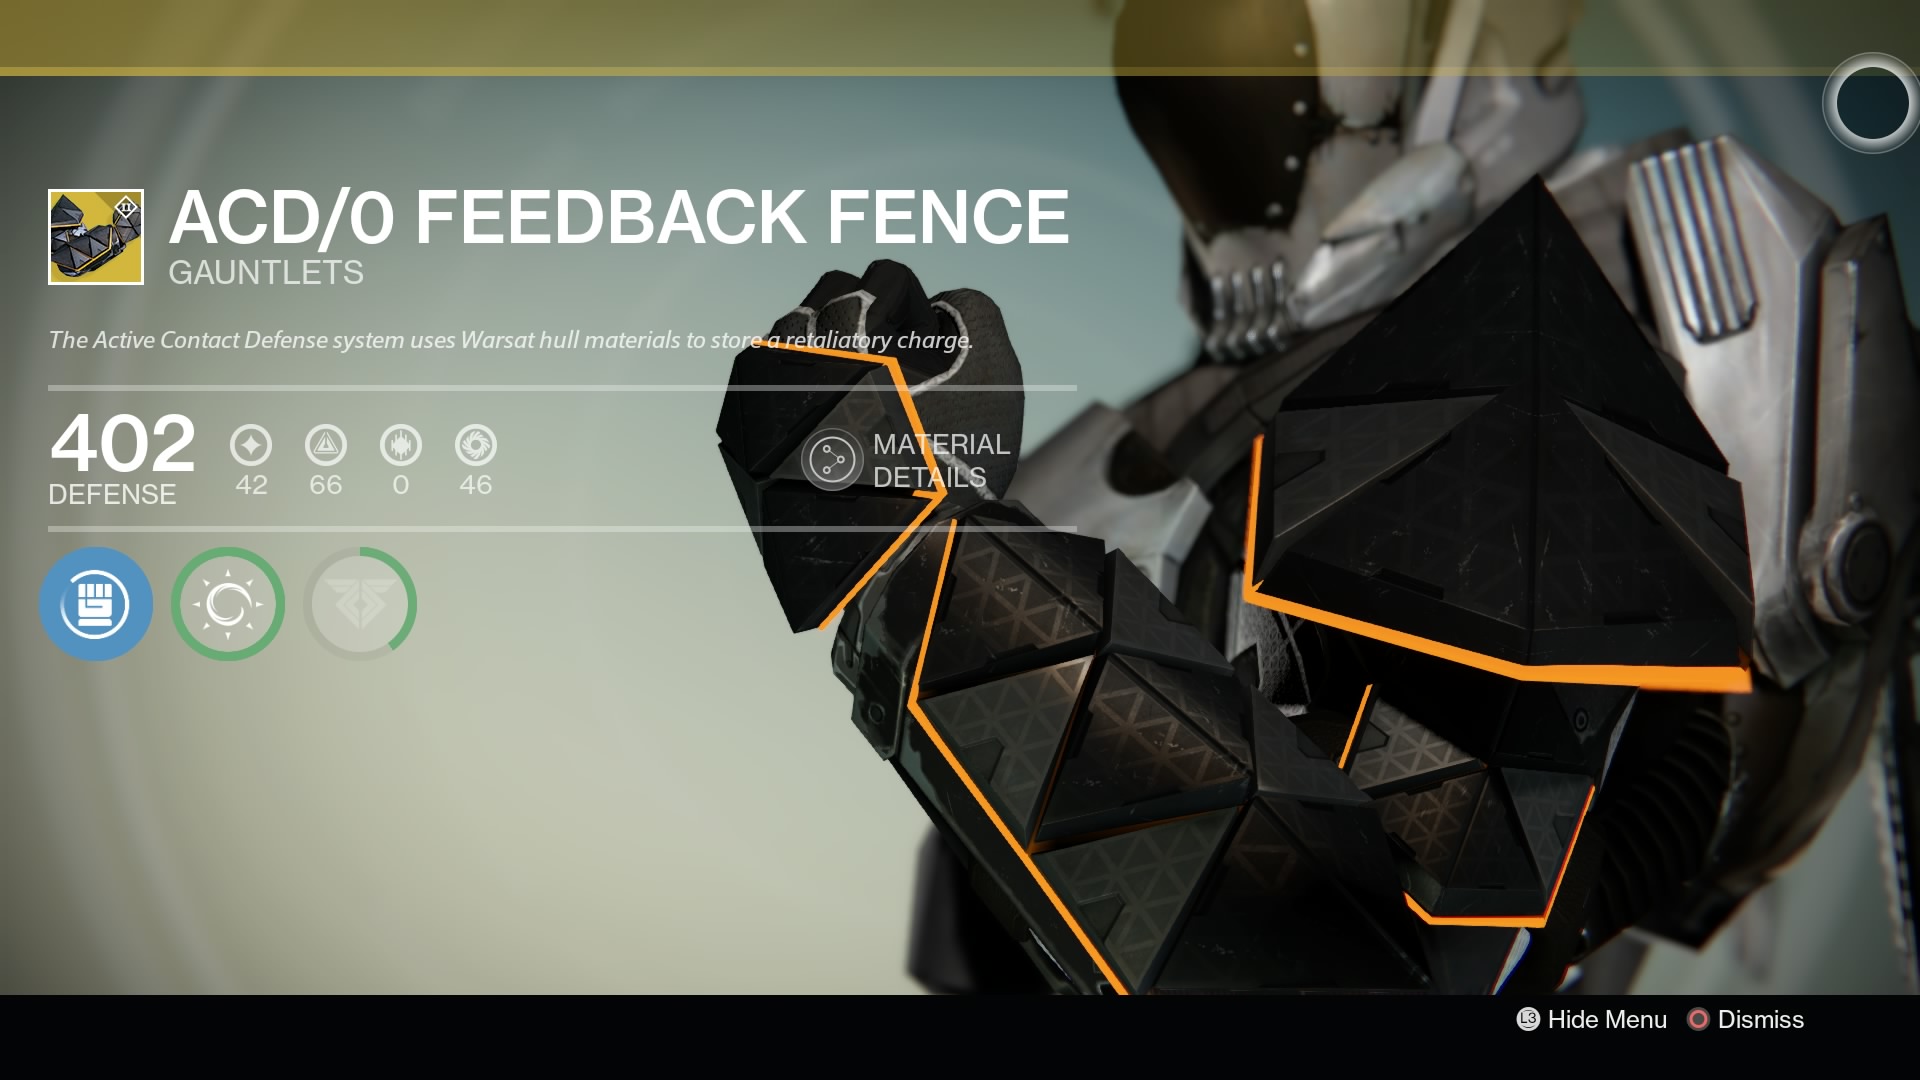 ACD/0 FEEDBACK FENCE
GAUNTLETS
The Active Contact Defense system uses Warsat hull materials to store a retaliatory charge.
402
DEFENSE
42
66
0
46
MATERIAL
DETAILS
L3 Hide Menu
Dismiss